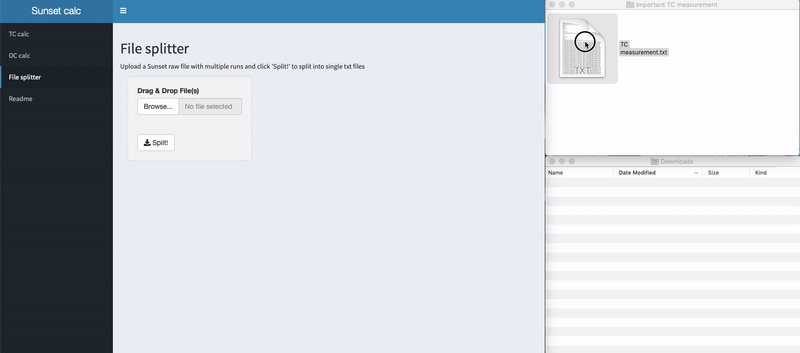 Sunset calc
TC calc
OC calc
File splitter
Readme
File splitter
Upload a Sunset raw file with multiple runs and click 'Split!' to split into single txt files
Drag & Drop File(s)
Browse...
No file selected
Split!
Important TC measurement
TXT
TC
measurement.txt
Downloads
Name
Date Modified
Size
Kind